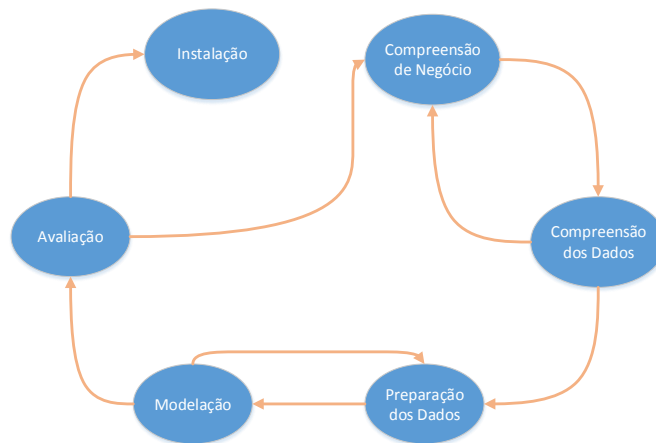 Instalação
Compreensão
de Negócio
Avaliação
Compreensão
dos Dados
Modelação
Preparação
dos Dados